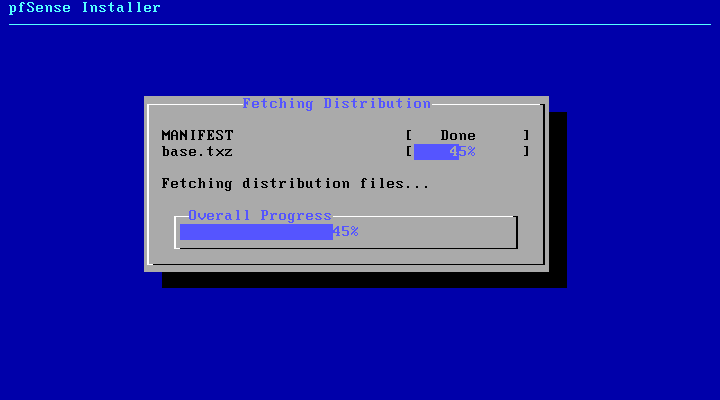 pfSense Installer
Fetching Distribution
MANIFEST [ Done ]
base.txz [ 45% ]
Fetching distribution files...
Overall Progress
45%